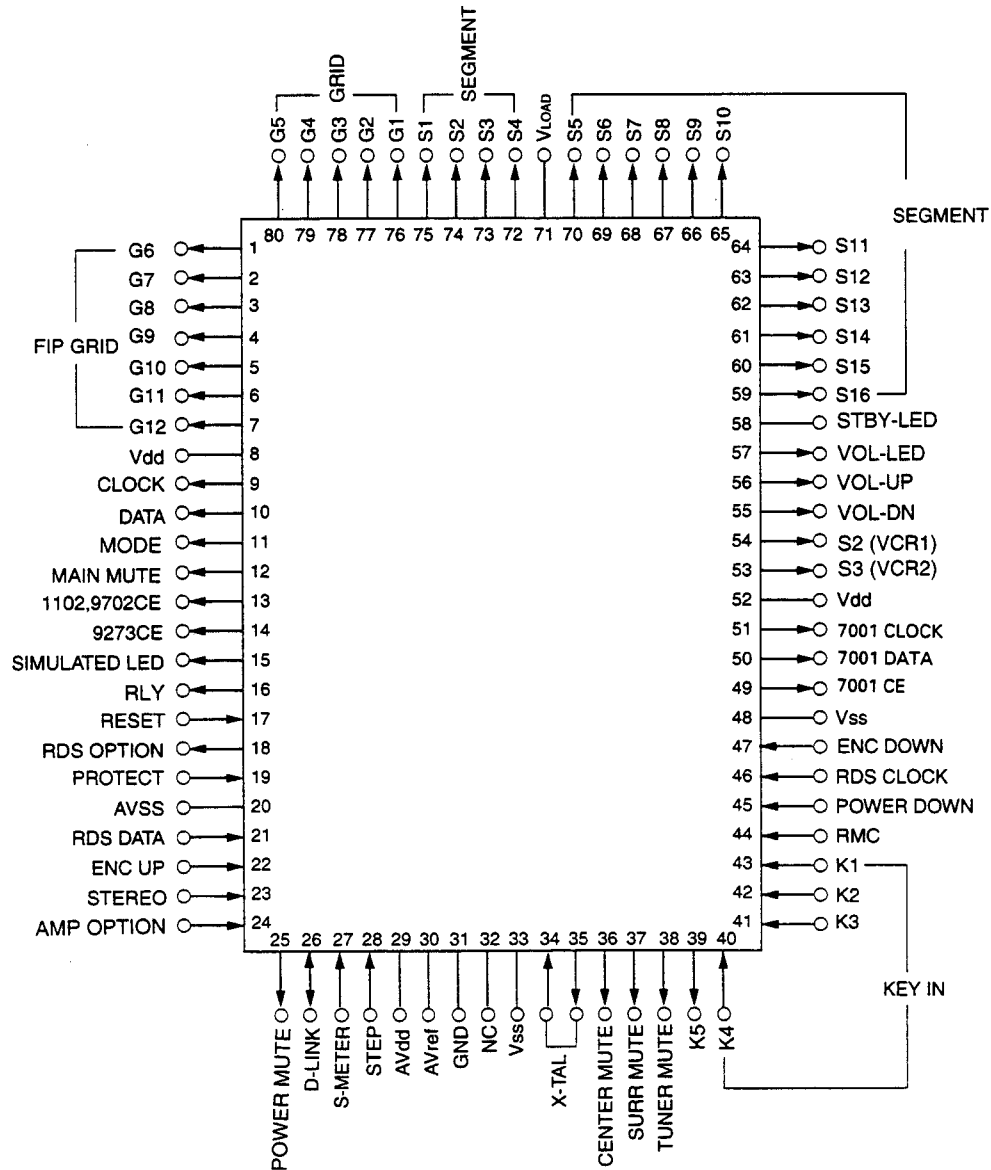 GRID
SEGMENT
G5
G4
G3
G2
G1
S1
S2
S3
S4
VLOAD
S5
S6
S7
S8
S9
S10
SEGMENT
80 79 78 77 76 75 74 73 72 71 70 69 68 67 66 65
FIP GRID
G6 1
G7 2
G8 3
G9 4
G10 5
G11 6
G12 7
Vdd 8
CLOCK 9
DATA 10
MODE 11
MAIN MUTE 12
1102,9702CE 13
9273CE 14
SIMULATED LED 15
RLY 16
RESET 17
RDS OPTION 18
PROTECT 19
AVSS 20
RDS DATA 21
ENC UP 22
STEREO 23
AMP OPTION 24
64 S11
63 S12
62 S13
61 S14
60 S15
59 S16
58 STBY-LED
57 VOL-LED
56 VOL-UP
55 VOL-DN
54 S2 (VCR1)
53 S3 (VCR2)
52 Vdd
51 7001 CLOCK
50 7001 DATA
49 7001 CE
48 Vss
47 ENC DOWN
46 RDS CLOCK
45 POWER DOWN
44 RMC
43 K1
42 K2
41 K3
KEY IN
25 26 27 28 29 30 31 32 33 34 35 36 37 38 39 40
POWER MUTE
D-LINK
S-METER
STEP
AVdd
AVref
GND
NC
Vss
X-TAL
CENTER MUTE
SURR MUTE
TUNER MUTE
K5
K4